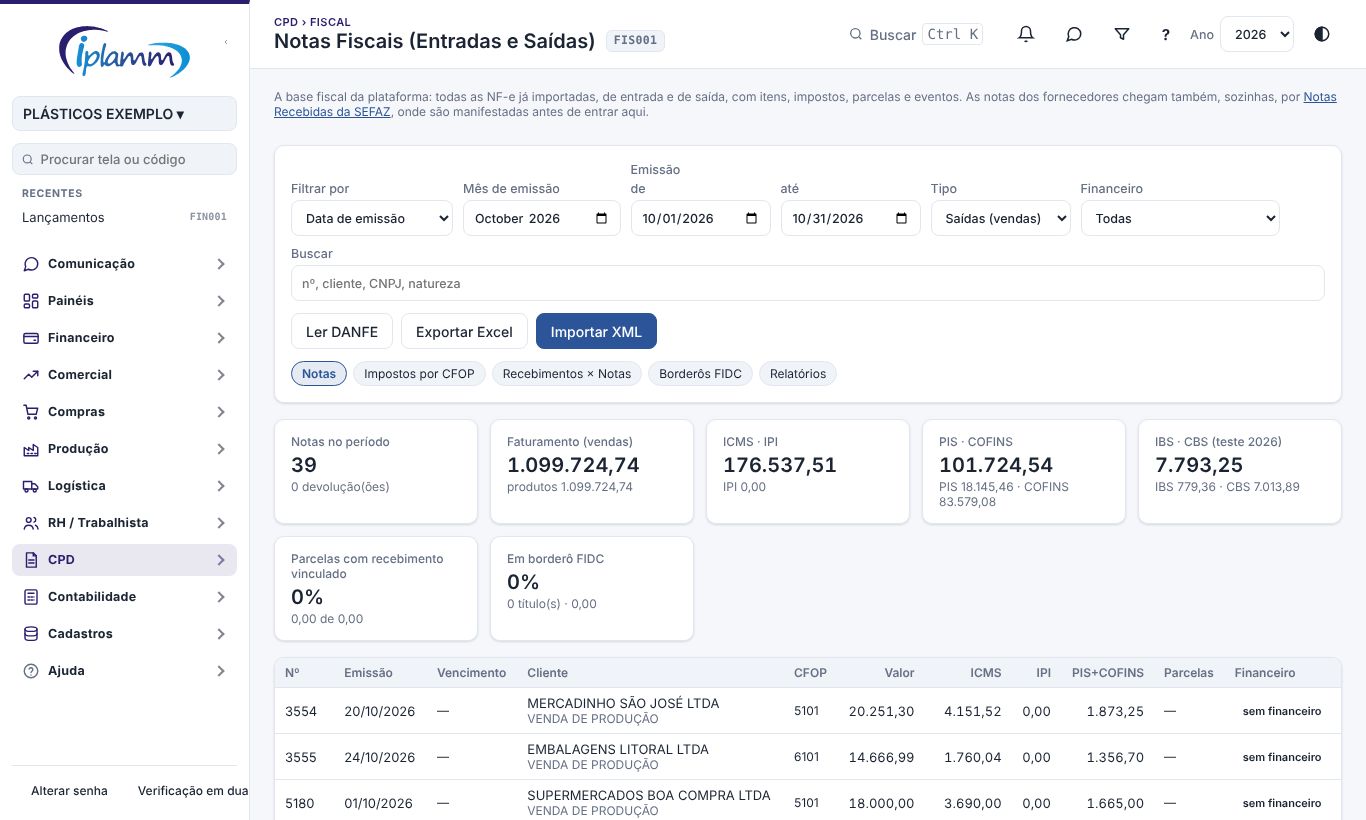 iplamm
PLÁSTICOS EXEMPLO ▾
Procurar tela ou código
RECENTES
Lançamentos FIN001
Comunicação
Painéis
Financeiro
Comercial
Compras
Produção
Logística
RH / Trabalhista
CPD
Contabilidade
Cadastros
Ajuda
Alterar senha Verificação em dua
CPD › FISCAL
Notas Fiscais (Entradas e Saídas) FIS001
Buscar Ctrl K ? Ano 2026
A base fiscal da plataforma: todas as NF-e já importadas, de entrada e de saída, com itens, impostos, parcelas e eventos. As notas dos fornecedores chegam também, sozinhas, por Notas
Recebidas da SEFAZ, onde são manifestadas antes de entrar aqui.
Filtrar por Mês de emissão Emissão de até Tipo Financeiro
Data de emissão October 2026 10/01/2026 10/31/2026 Saídas (vendas) Todas
Buscar
nº, cliente, CNPJ, natureza
Ler DANFE Exportar Excel Importar XML
Notas Impostos por CFOP Recebimentos × Notas Borderôs FIDC Relatórios
Notas no período
39
0 devolução(ões)
Faturamento (vendas)
1.099.724,74
produtos 1.099.724,74
ICMS · IPI
176.537,51
IPI 0,00
PIS · COFINS
101.724,54
PIS 18.145,46 · COFINS
83.579,08
IBS · CBS (teste 2026)
7.793,25
IBS 779,36 · CBS 7.013,89
Parcelas com recebimento
vinculado
0%
0,00 de 0,00
Em borderô FIDC
0%
0 título(s) · 0,00
Nº Emissão Vencimento Cliente CFOP Valor ICMS IPI PIS+COFINS Parcelas Financeiro
3554 20/10/2026 — MERCADINHO SÃO JOSÉ LTDA 5101 20.251,30 4.151,52 0,00 1.873,25 — sem financeiro
VENDA DE PRODUÇÃO
3555 24/10/2026 — EMBALAGENS LITORAL LTDA 6101 14.666,99 1.760,04 0,00 1.356,70 — sem financeiro
VENDA DE PRODUÇÃO
5180 01/10/2026 — SUPERMERCADOS BOA COMPRA LTDA 5101 18.000,00 3.690,00 0,00 1.665,00 — sem financeiro
VENDA DE PRODUÇÃO